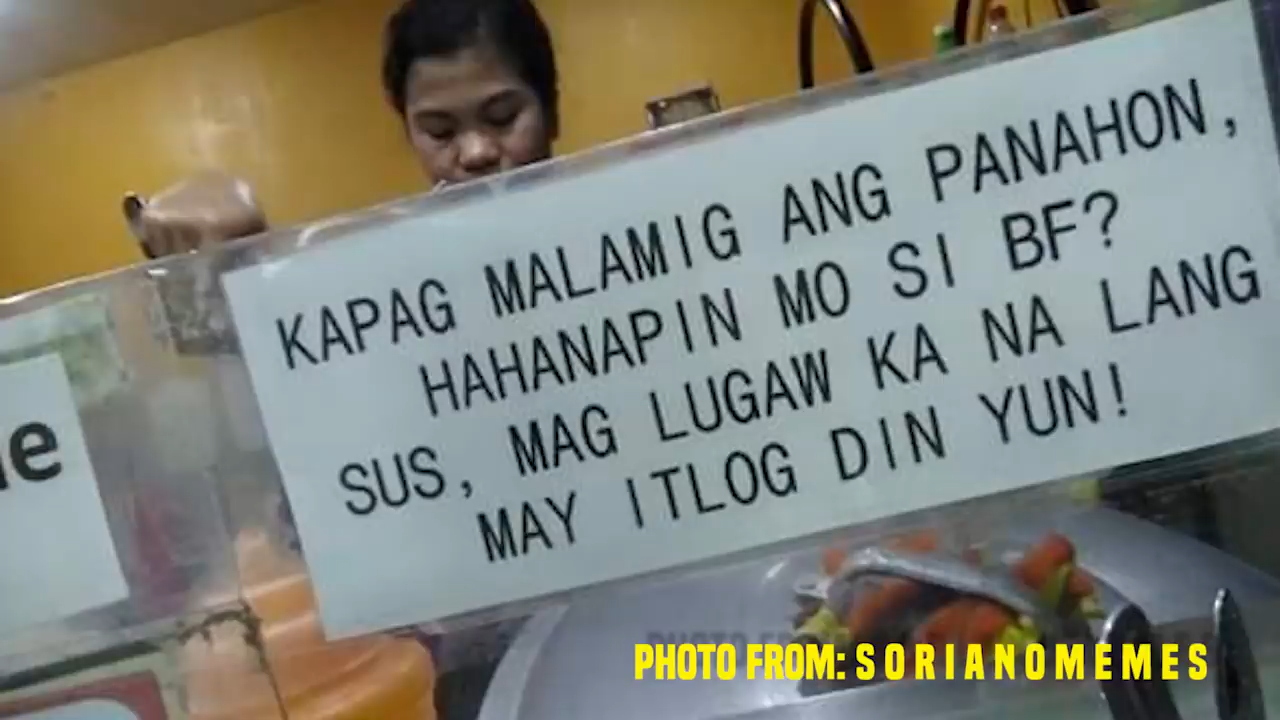 KAPAG MALAMIG ANG PANAHON,
HAHANAPIN MO SI BF?
SUS, MAG LUGAW KA NA LANG
MAY ITLOG DIN YUN!
PHOTO FROM: SORIANOMEMES